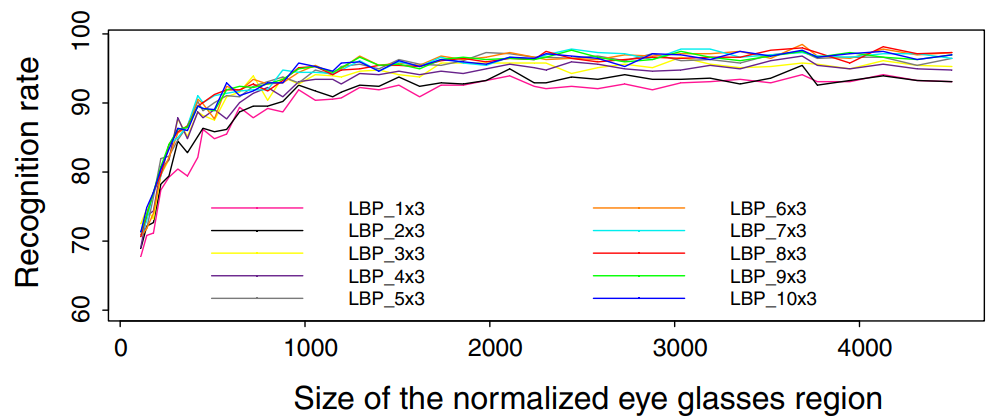 Recognition rate
100
90
80
70
60
LBP_1x3
LBP_2x3
LBP_3x3
LBP_4x3
LBP_5x3
LBP_6x3
LBP_7x3
LBP_8x3
LBP_9x3
LBP_10x3
0 1000 2000 3000 4000
Size of the normalized eye glasses region